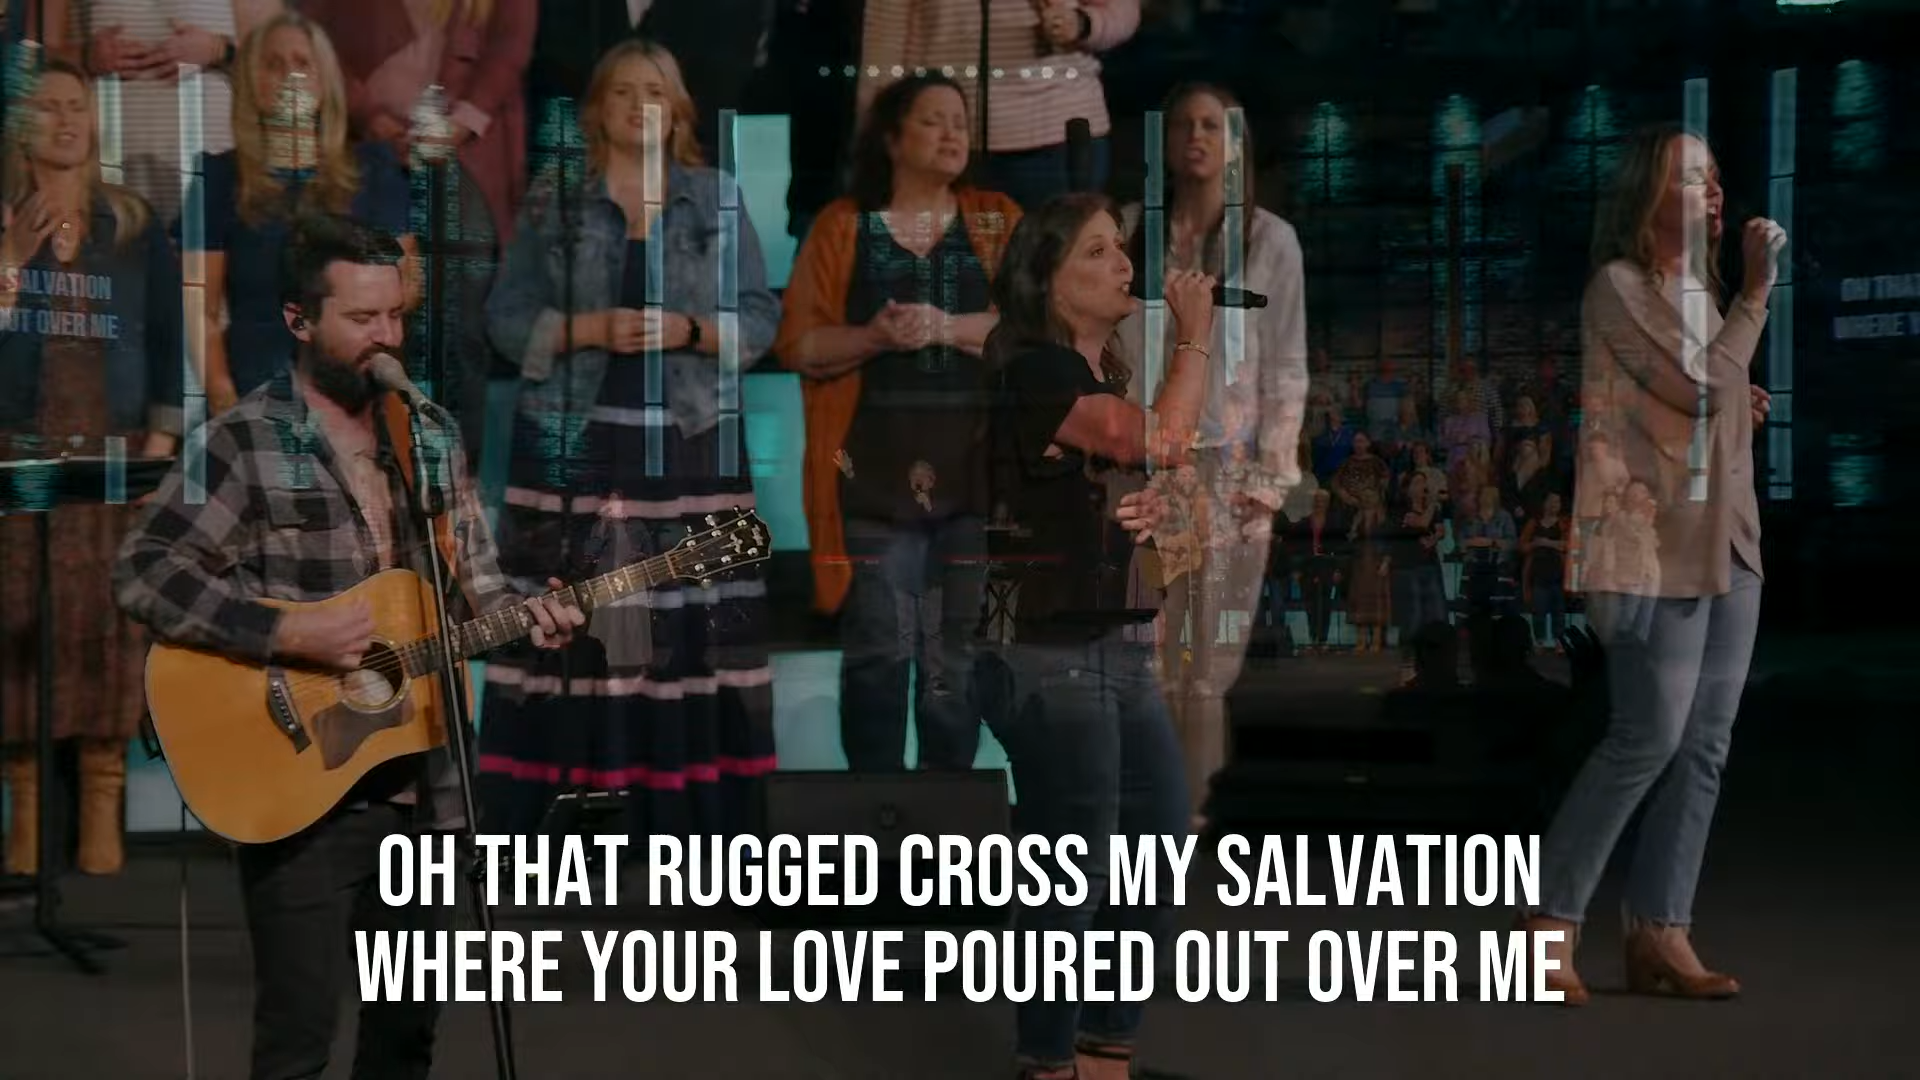 SALVATION
UT OVER ME
OH THAT
WHERE
OH THAT RUGGED CROSS MY SALVATION
WHERE YOUR LOVE POURED OUT OVER ME